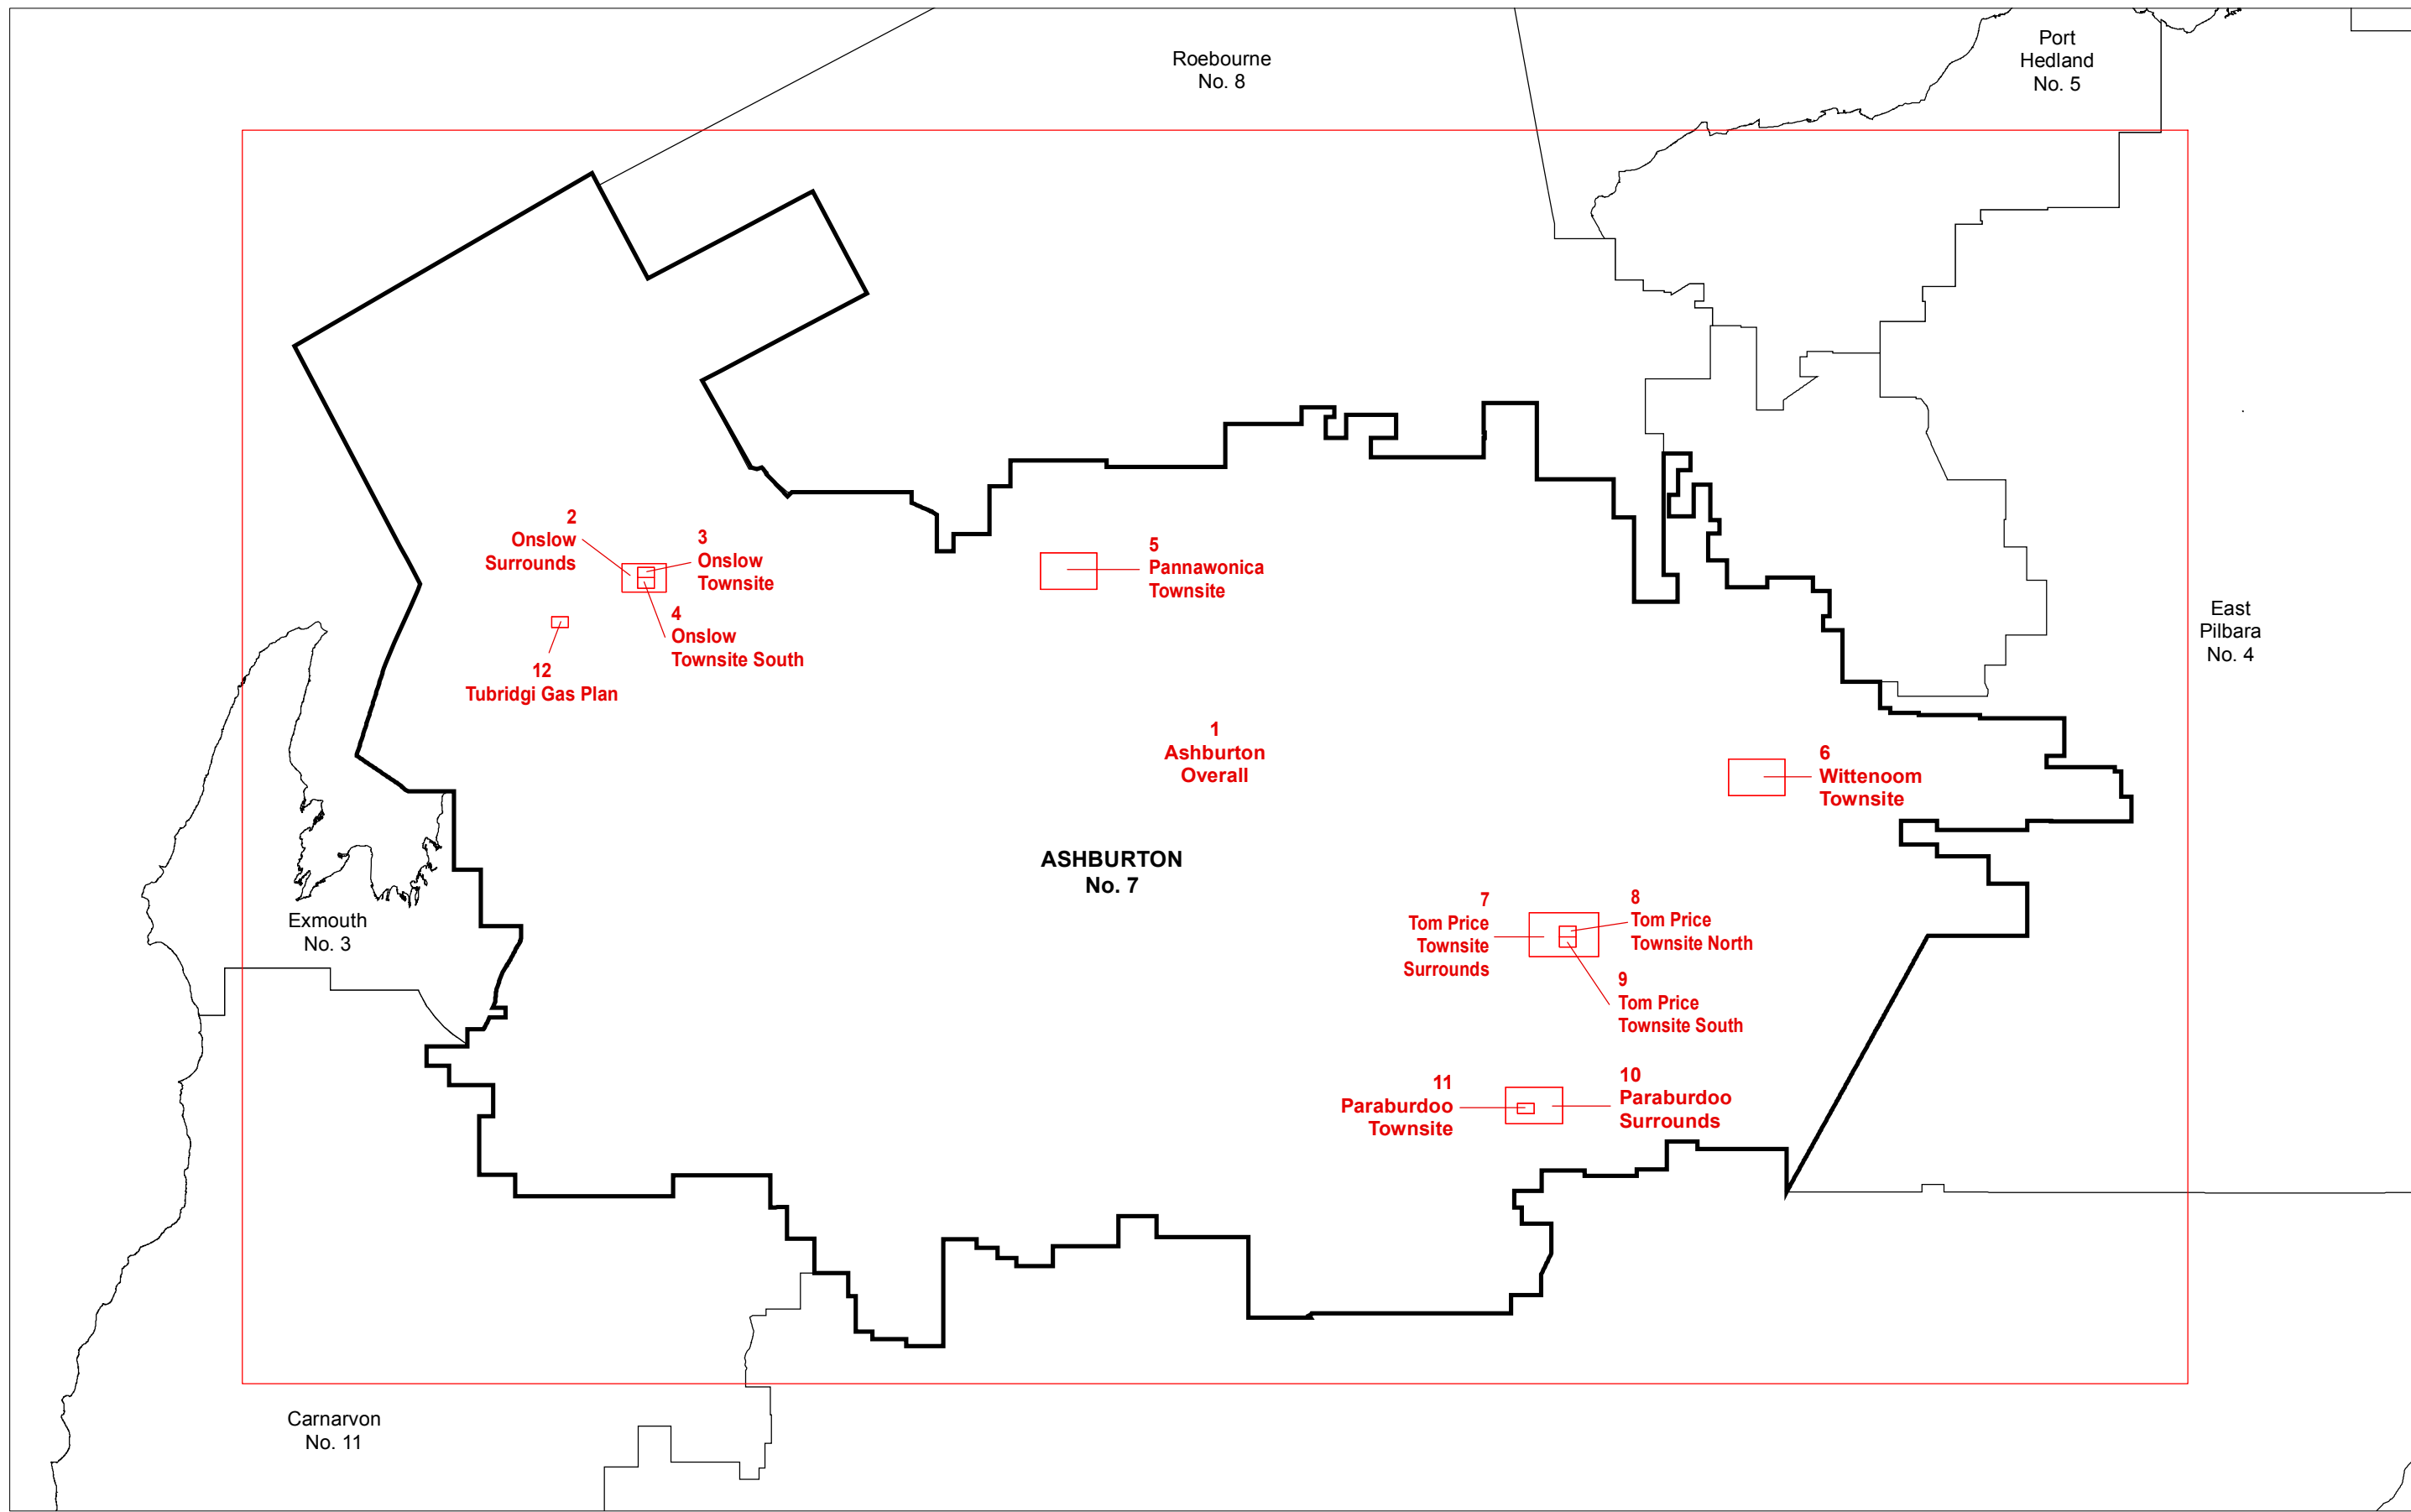 Roebourne
No. 8
Port
Hedland
No. 5
2
Onslow
Surrounds
3
Onslow
Townsite
4
Onslow
Townsite South
5
Pannawonica
Townsite
12
Tubridgi Gas Plan
East
Pilbara
No. 4
1
Ashburton
Overall
6
Wittenoom
Townsite
ASHBURTON
No. 7
Exmouth
No. 3
7
Tom Price
Townsite
Surrounds
8
Tom Price
Townsite North
9
Tom Price
Townsite South
11
Paraburdoo
Townsite
10
Paraburdoo
Surrounds
Carnarvon
No. 11